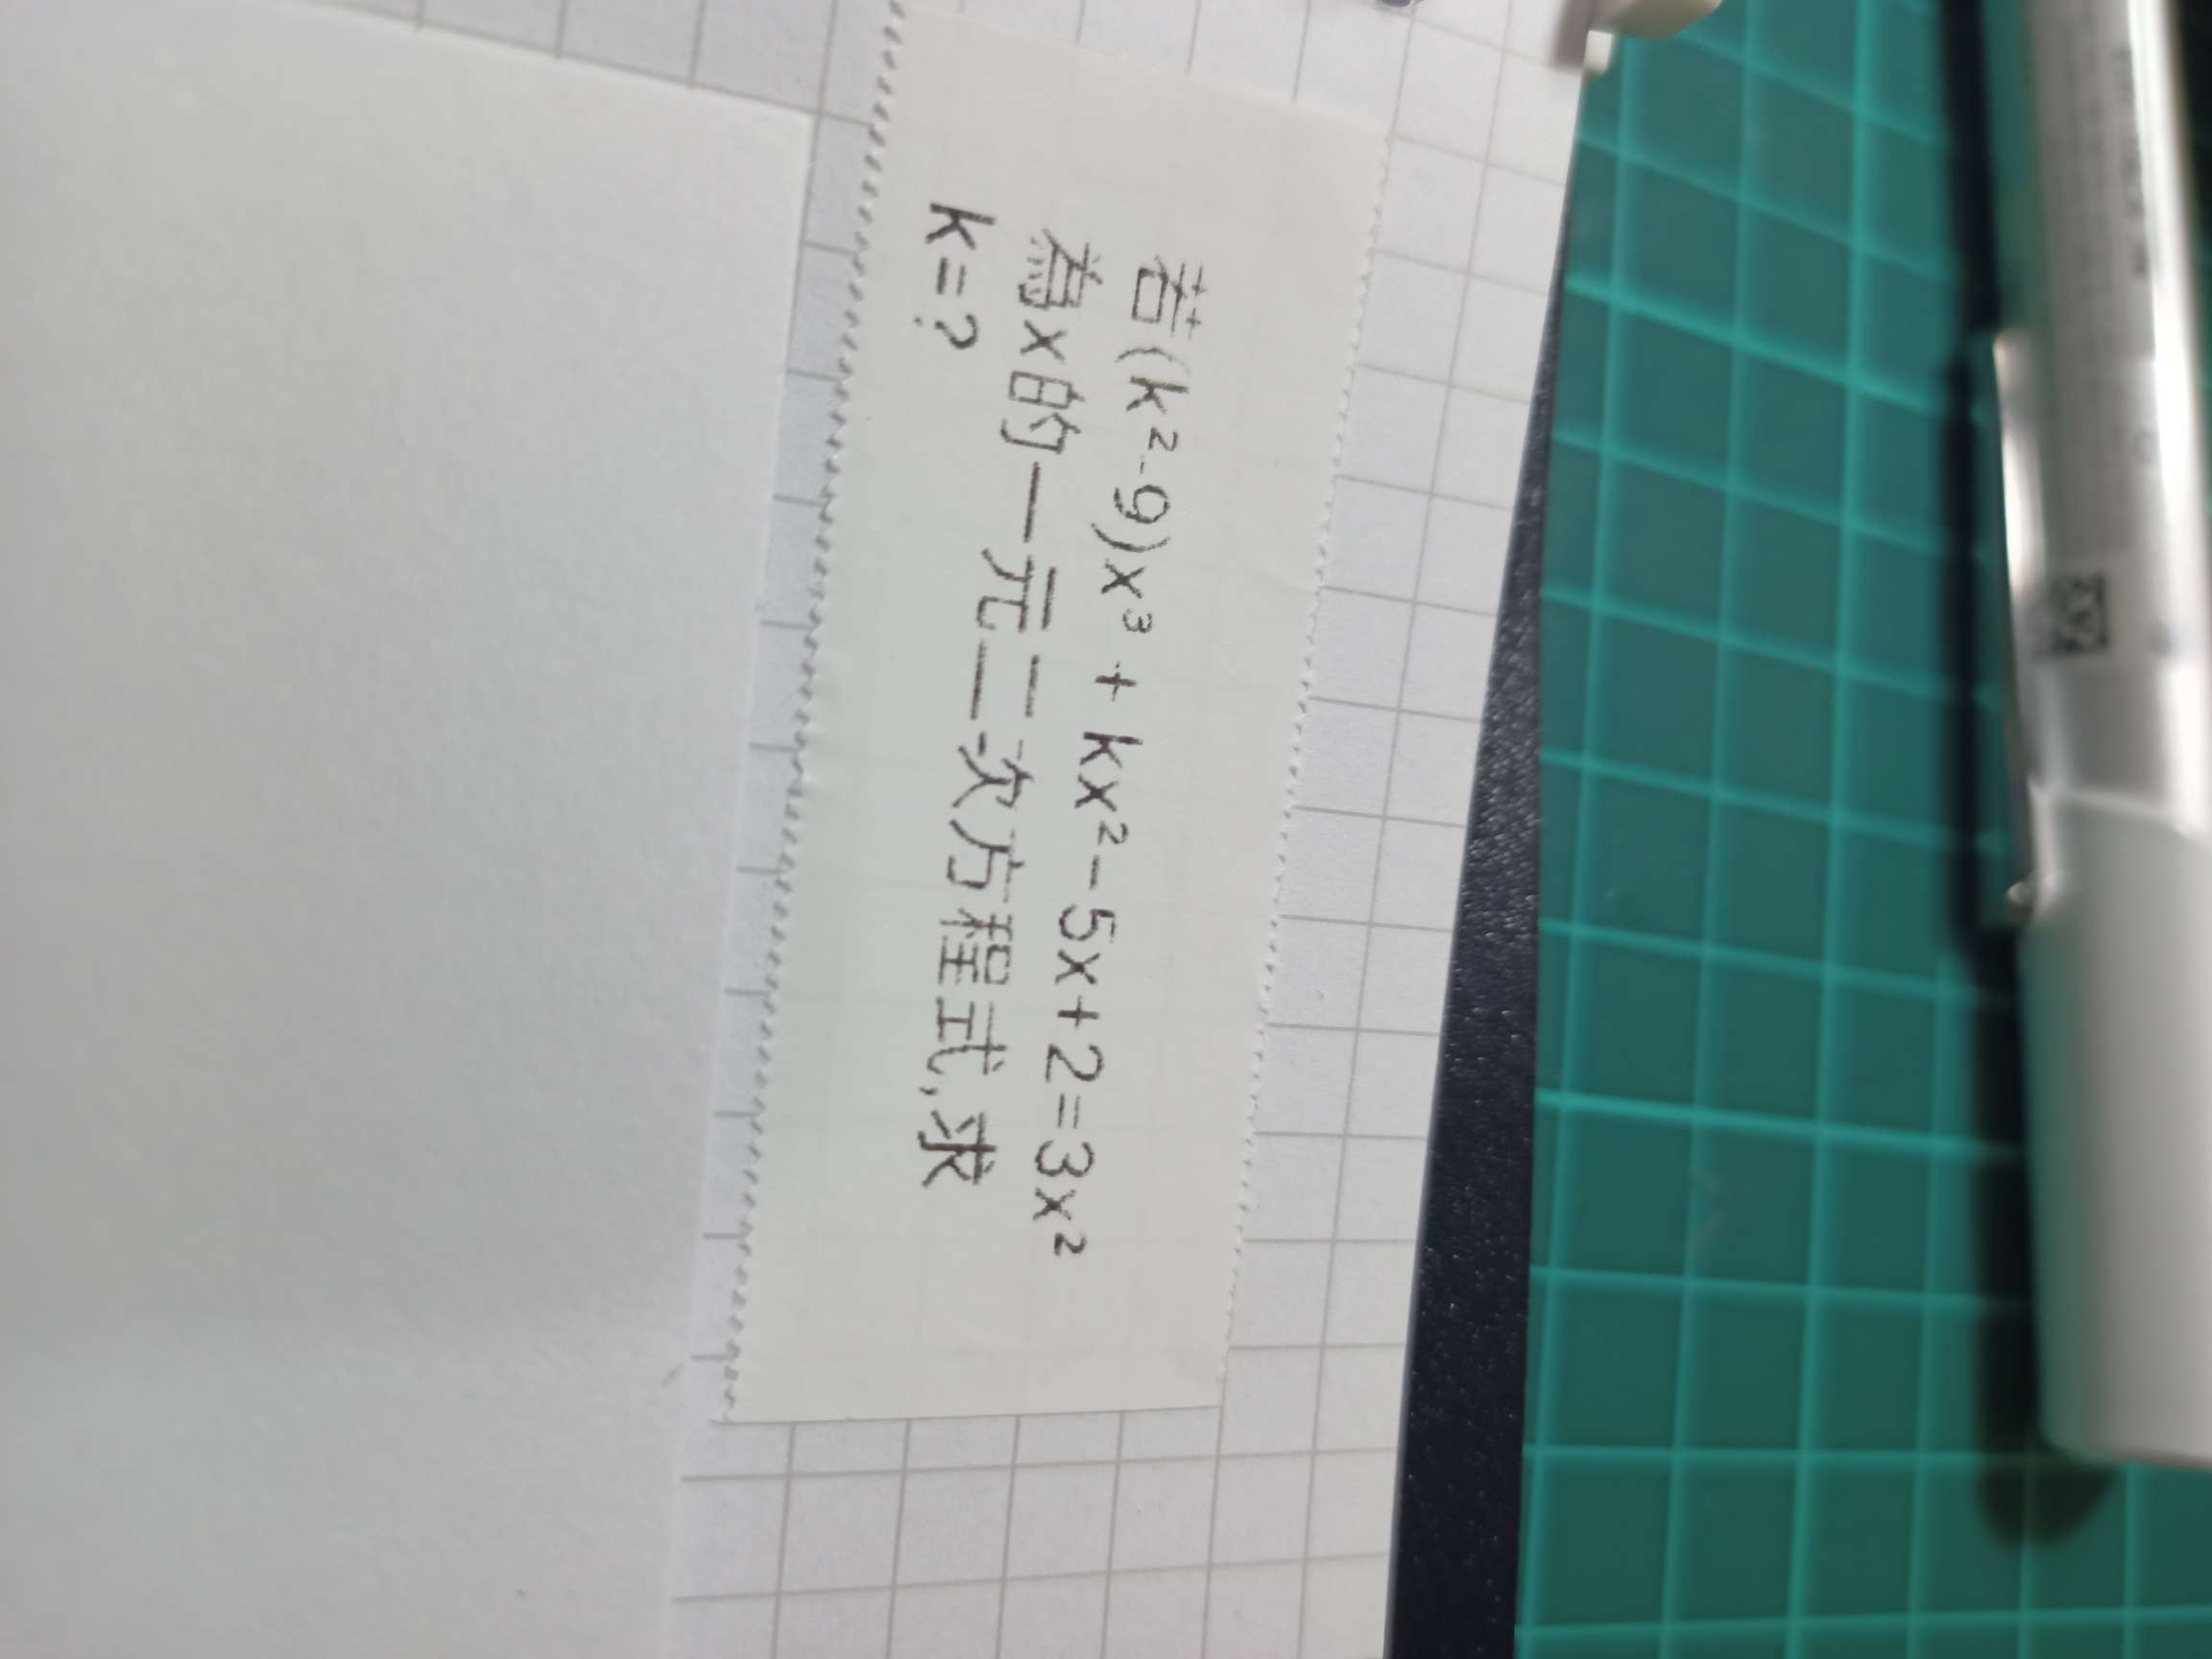 若(k²-9)x³+kx²-5x+2=3x²
為x的一元二次方程式,求
k=?